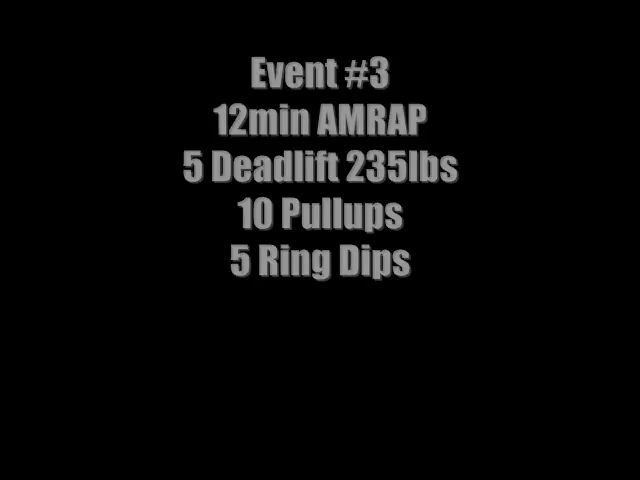 Event #3
12min AMRAP
5 Deadlift 235lbs
10 Pullups
5 Ring Dips